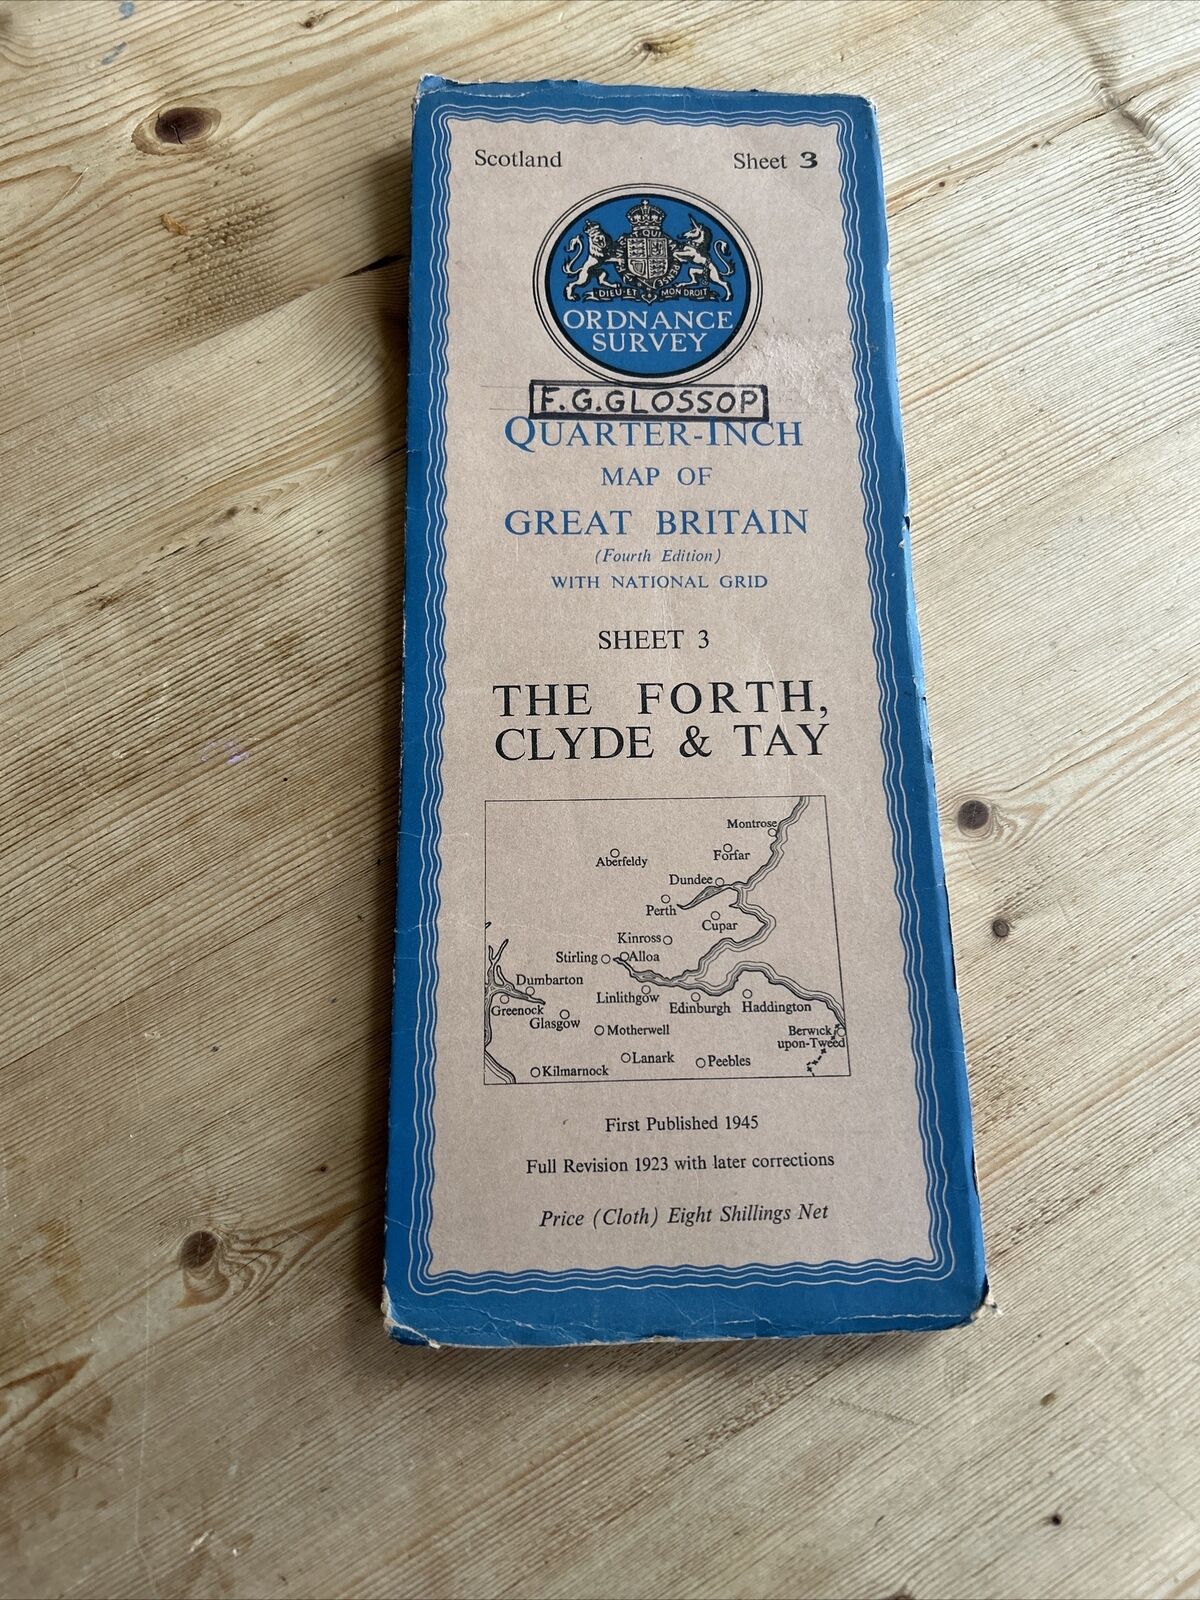 Scotland Sheet 3
DIEU ET MON DROIT
ORDNANCE
SURVEY
F.G.GLOSSOP
QUARTER-INCH
MAP OF
GREAT BRITAIN
(Fourth Edition)
WITH NATIONAL GRID
SHEET 3
THE FORTH,
CLYDE & TAY
Montrose
Aberfeldy
Forfar
Dundee
Perth
Cupar
Kinross
Stirling
Alloa
Dumbarton
Linlithgow
Greenock
Edinburgh
Haddington
Glasgow
Motherwell
Berwick
upon-Tweed
Lanark
Peebles
Kilmarnock
First Published 1945
Full Revision 1923 with later corrections
Price (Cloth) Eight Shillings Net